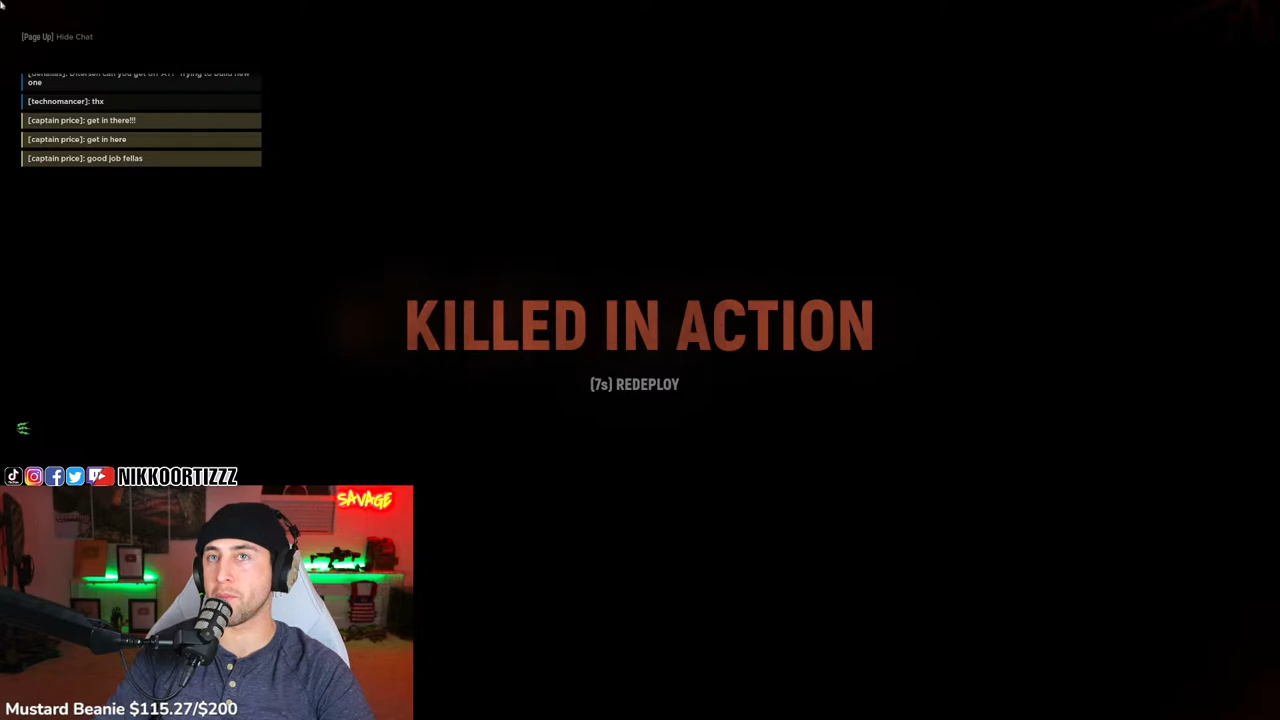 [Page Up] Hide Chat
one
[technomancer]: thx
[captain price]: get in there!!!
[captain price]: get in here
[captain price]: good job fellas
KILLED IN ACTION
(7s) REDEPLOY
NIKKOORTIZZZ
SAVAGE
Mustard Beanie $115.27/$200